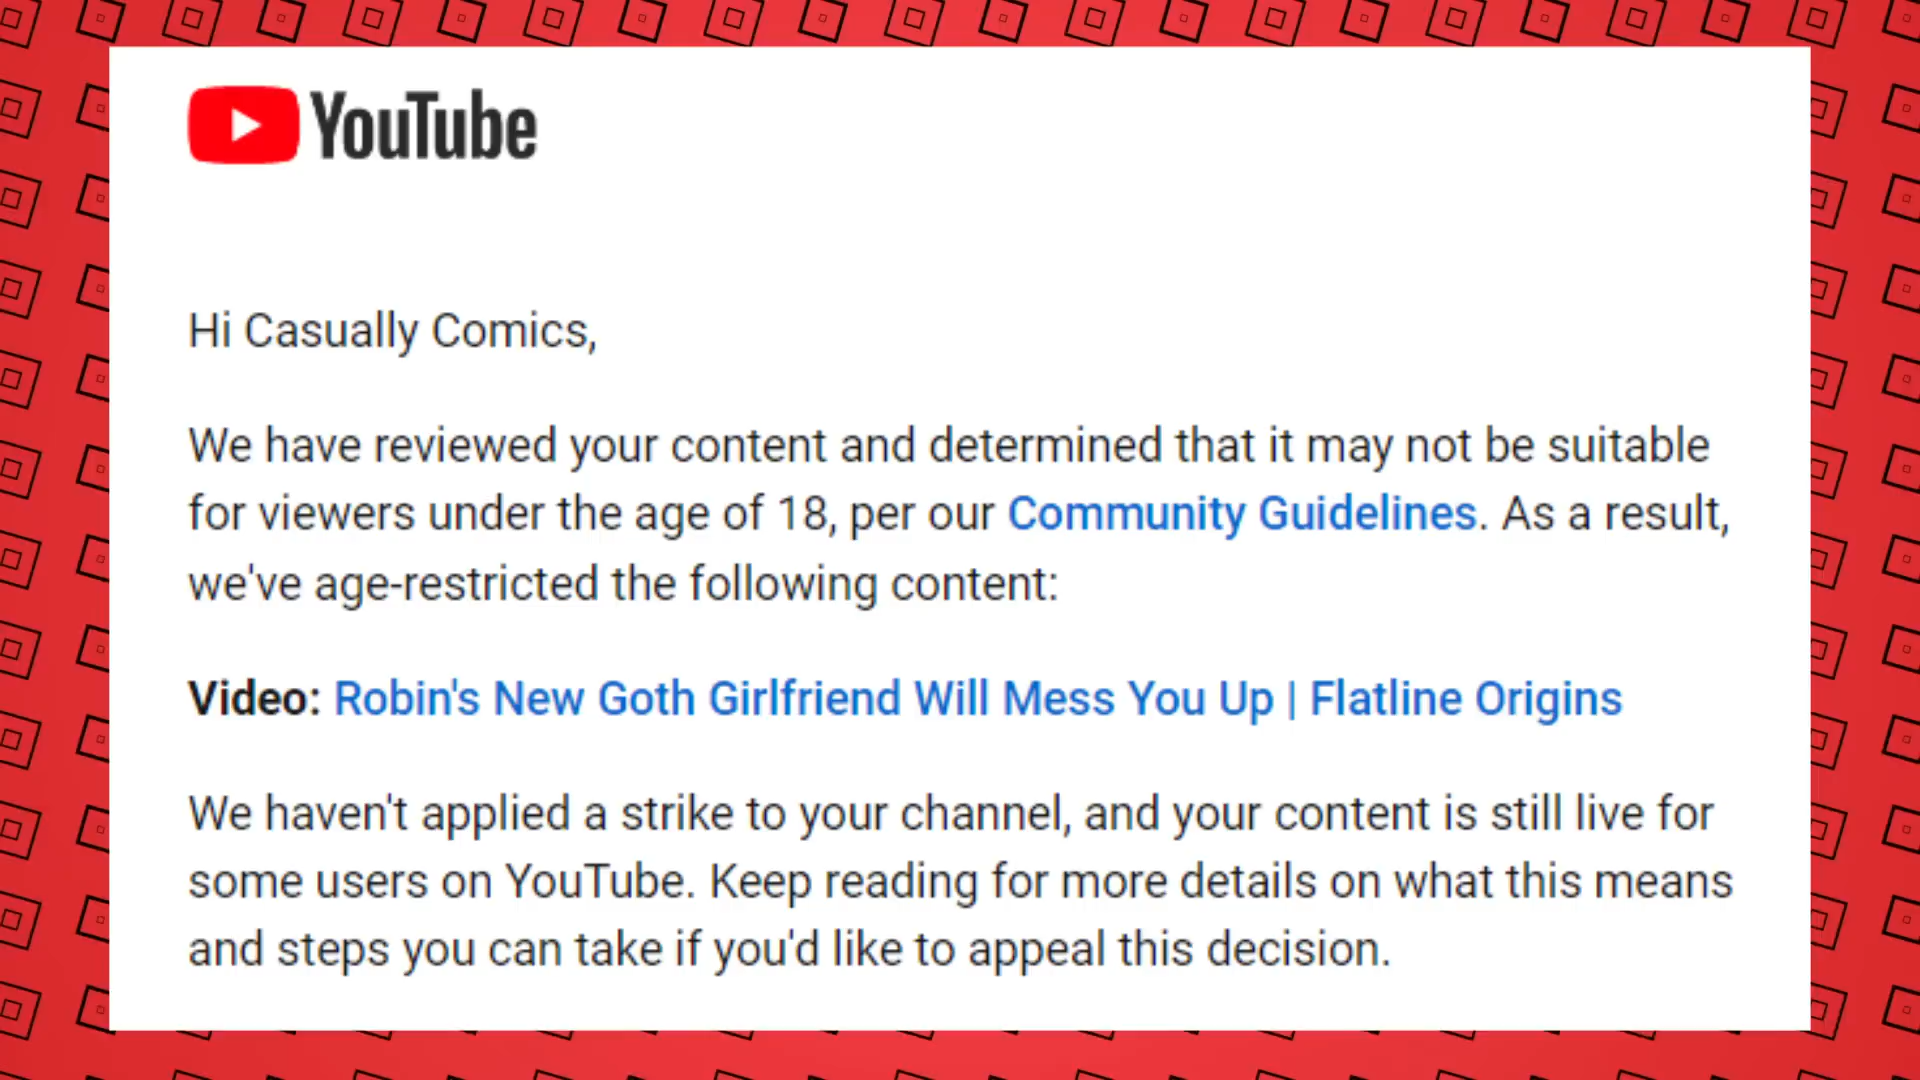 YouTube
Hi Casually Comics,
We have reviewed your content and determined that it may not be suitable
for viewers under the age of 18, per our Community Guidelines. As a result,
we've age-restricted the following content:
Video: Robin's New Goth Girlfriend Will Mess You Up | Flatline Origins
We haven't applied a strike to your channel, and your content is still live for
some users on YouTube. Keep reading for more details on what this means
and steps you can take if you'd like to appeal this decision.